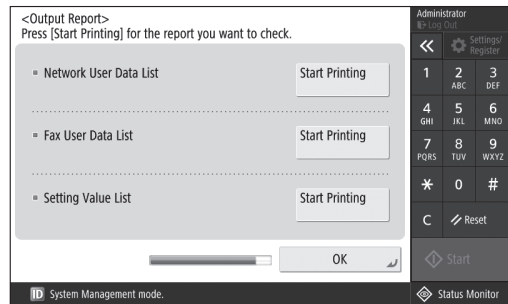 <Output Report>
Press [Start Printing] for the report you want to check.
Network User Data List
Start Printing
Fax User Data List
Start Printing
Setting Value List
Start Printing
OK
ID System Management mode.
Administrator
Log Out
Settings/
Register
1 2 3
ABC DEF
4 5 6
GHI JKL MNO
7 8 9
PQRS TUV WXYZ
* 0 #
C Reset
Start
Status Monitor